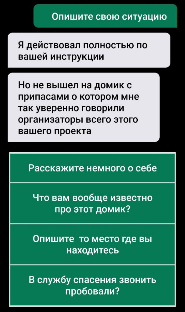 Опишите свою ситуацию
Я действовал полностью по
вашей инструкции
Но не вышел на домик с
припасами о котором мне
так уверенно говорили
организаторы всего этого
вашего проекта
Расскажите немного о себе
Что вам вообще известно
про этот домик?
Опишите то место где вы
находитесь
В службу спасения звонить
пробовали?